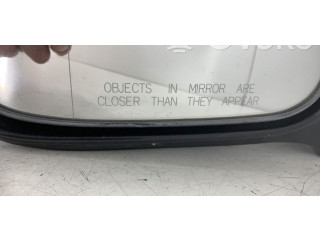 OBJECTS IN MIRROR ARE
CLOSER THAN THEY APPEAR